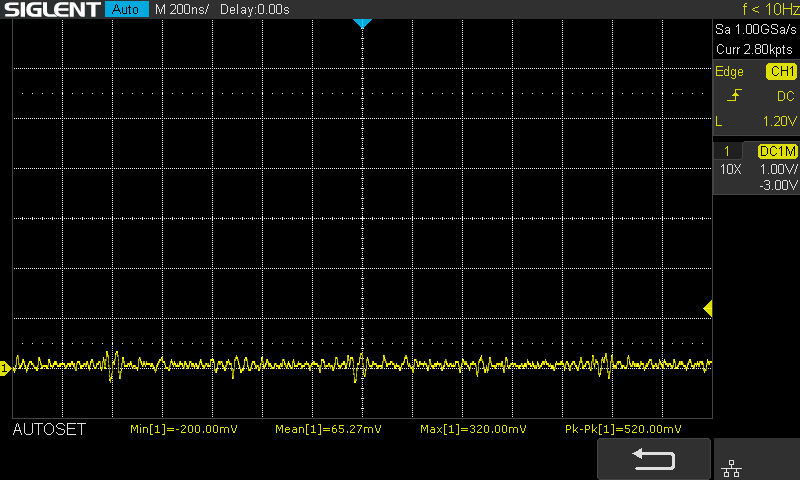 SIGLENT Auto M 200ns/ Delay:0.00s f < 10Hz
Sa 1.00GSa/s
Curr 2.80kpts
Edge CH1
DC
L 1.20V
1 DC1M
10X 1.00V/
-3.00V
1
AUTOSET Min[1]=-200.00mV Mean[1]=65.27mV Max[1]=320.00mV Pk-Pk[1]=520.00mV